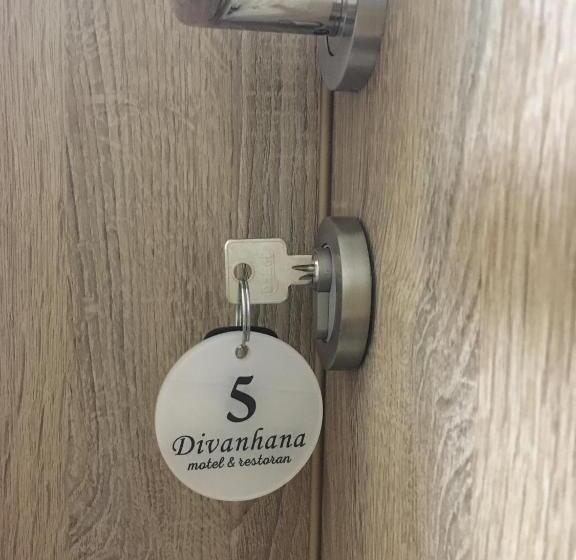 5
Divanhana
motel & restoran